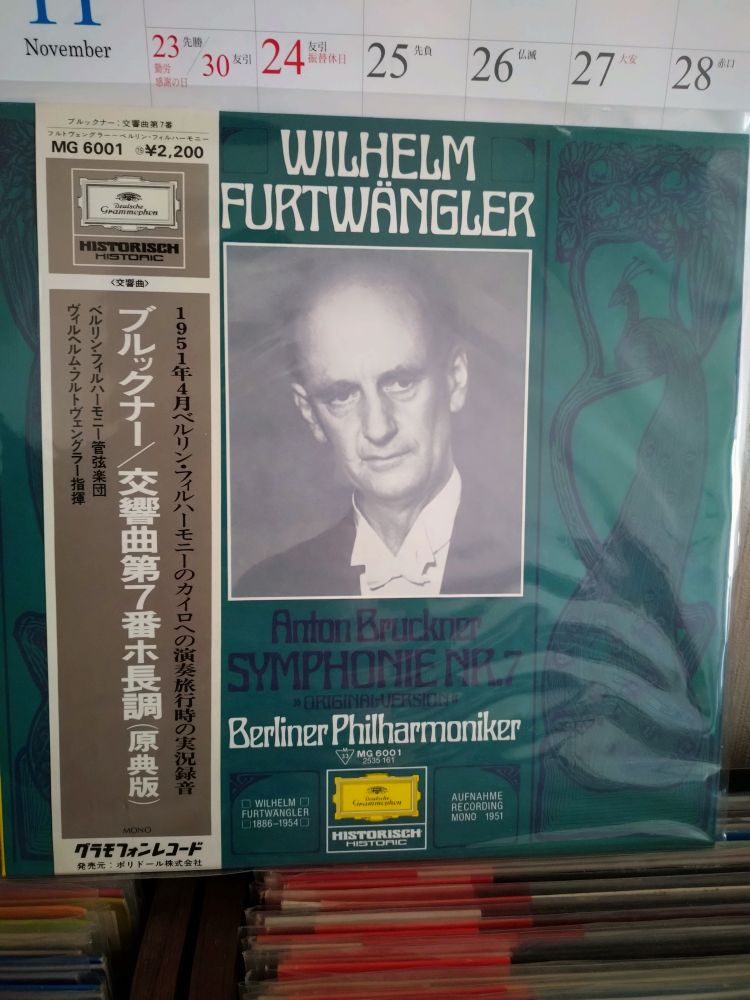 11
November
23 先勝
勤労
感謝の日
/30 友引
24 友引
振替休日
25 先負
26 仏滅
27 大安
28 赤口
ブルックナー:交響曲第7番
フルトヴェングラー=ベルリン・フィルハーモニー
MG 6001 ¥2,200
Deutsche
Grammophon
HISTORISCH
HISTORIC
〈交響曲〉
1951年4月ベルリン・フィルハーモニーのカイロへの演奏旅行時の実況録音
ブルックナー/交響曲第7番ホ長調(原典版)
ベルリン・フィルハーモニー管弦楽団
ヴィルヘルム・フルトヴェングラー指揮
MONO
グラモフォンレコード
発売元:ポリドール株式会社
WILHELM
FURTWÄNGLER
Anton Bruckner
SYMPHONIE NR.7
»ORIGINALVERSION«
Berliner Philharmoniker
M
33
MG 6001
2535 161
WILHELM
FURTWÄNGLER
1886-1954
Deutsche
Grammophon
HISTORISCH
HISTORIC
AUFNAHME
RECORDING
MONO 1951